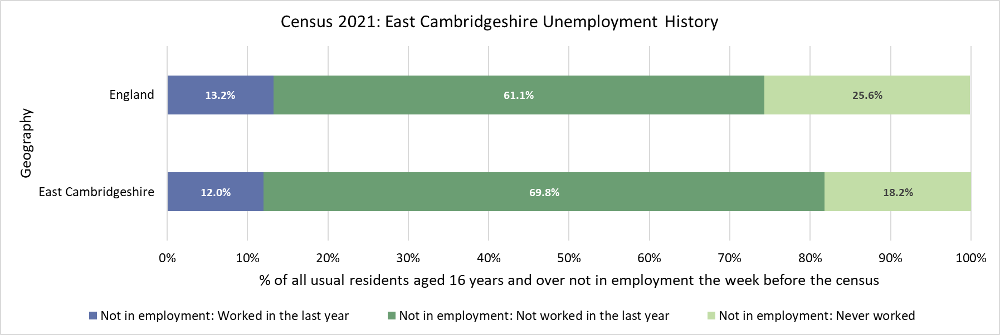 Census 2021: East Cambridgeshire Unemployment History
Geography
England
13.2%
61.1%
25.6%
East Cambridgeshire
12.0%
69.8%
18.2%
0%
10%
20%
30%
40%
50%
60%
70%
80%
90%
100%
% of all usual residents aged 16 years and over not in employment the week before the census
Not in employment: Worked in the last year
Not in employment: Not worked in the last year
Not in employment: Never worked